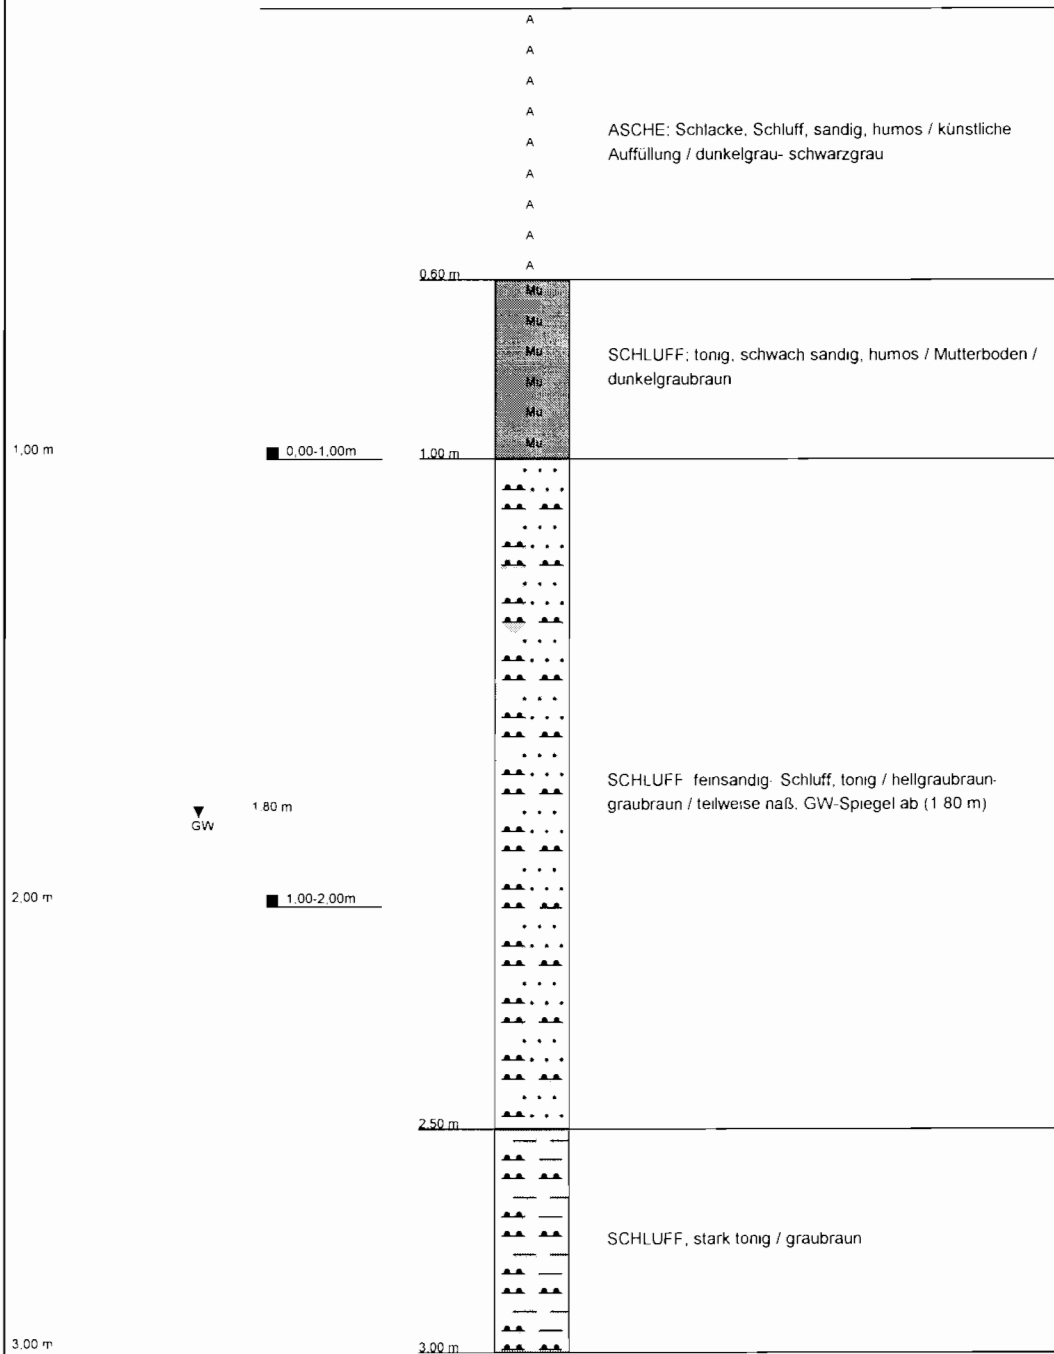 A
A
A
A
A
A
A
A
A
ASCHE; Schlacke, Schluff, sandig, humos / künstliche
Auffüllung / dunkelgrau- schwarzgrau
0,60 m
Mu
Mu
Mu
Mu
Mu
Mu
SCHLUFF; tonig, schwach sandig, humos / Mutterboden /
dunkelgraubraun
1,00 m
0,00-1,00m
1,00 m
SCHLUFF feinsandig- Schluff, tonig / hellgraubraun-
graubraun / teilweise naß. GW-Spiegel ab (1 80 m)
1.80 m
GW
2,00 m
1,00-2,00m
2,50 m
SCHLUFF, stark tonig / graubraun
3.00 m
3,00 m